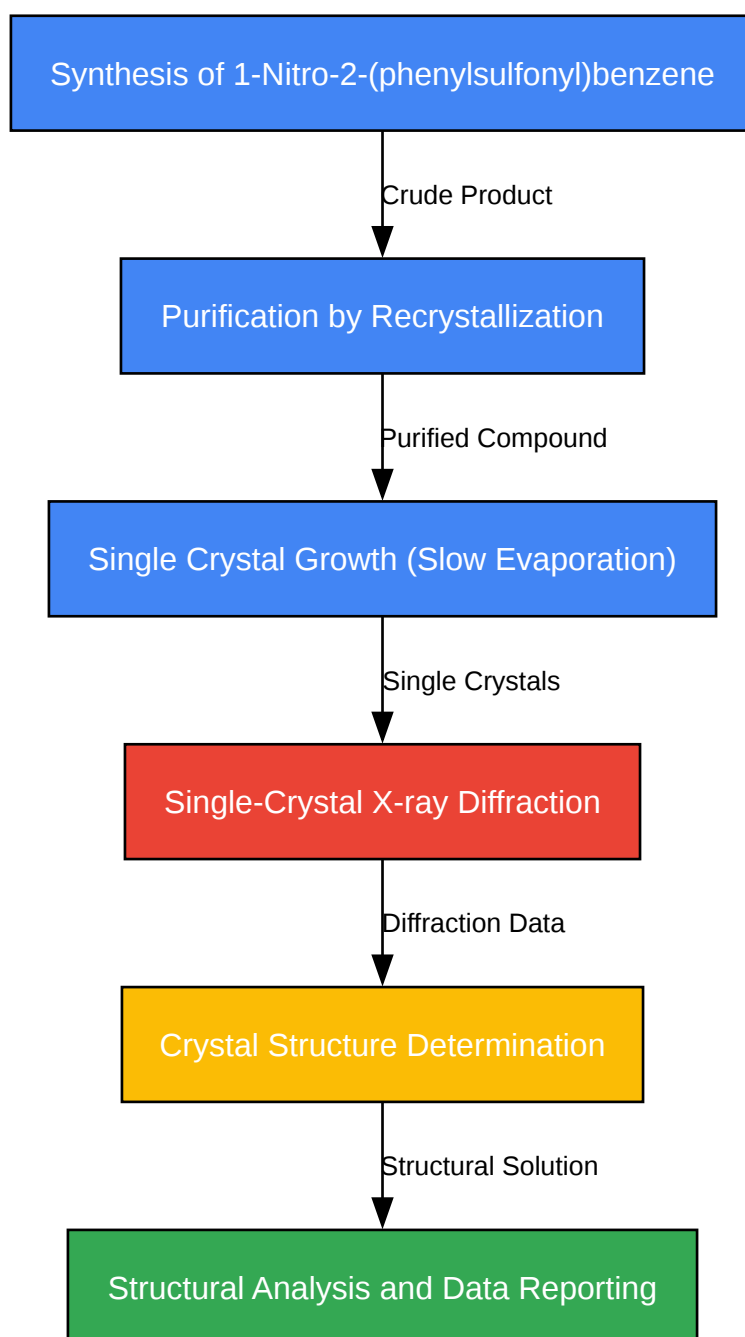 Synthesis of 1-Nitro-2-(phenylsulfonyl)benzene
Crude Product
Purification by Recrystallization
Purified Compound
Single Crystal Growth (Slow Evaporation)
Single Crystals
Single-Crystal X-ray Diffraction
Diffraction Data
Crystal Structure Determination
Structural Solution
Structural Analysis and Data Reporting